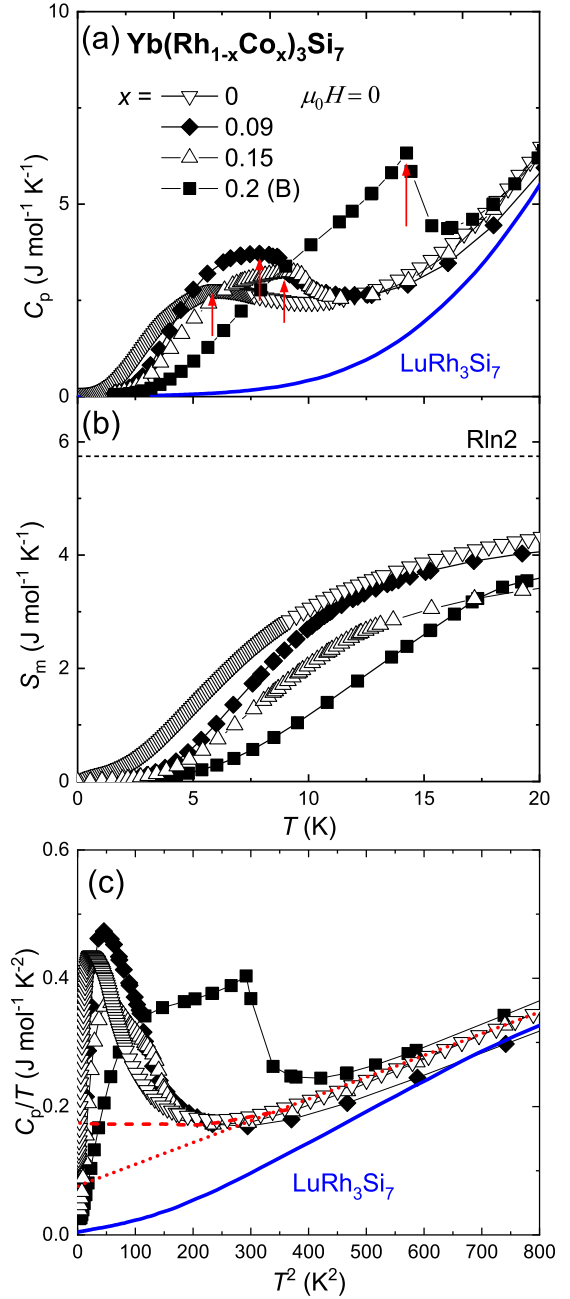 (a) Yb(Rh₁₋ₓCoₓ)₃Si₇
x = 0 μ₀H = 0
0.09
0.15
0.2 (B)
10
5
0
Cₚ (J mol⁻¹ K⁻¹)
LuRh₃Si₇
(b)
Rln2
6
4
2
0
Sₘ (J mol⁻¹ K⁻¹)
0 5 10 15 20
T (K)
(c)
0.6
0.4
0.2
0.0
Cₚ/T (J mol⁻¹ K⁻²)
LuRh₃Si₇
0 100 200 300 400 500 600 700 800
T² (K²)